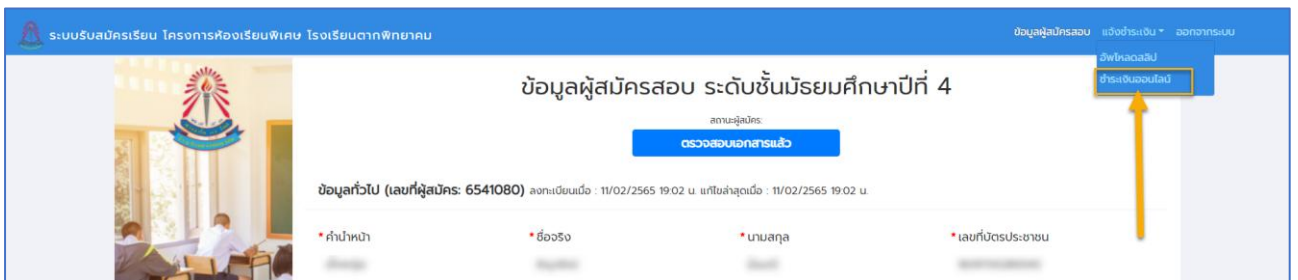 ระบบรับสมัครเรียน โครงการห้องเรียนพิเศษ โรงเรียนตากพิทยาคม
ข้อมูลผู้สมัครสอบ แจ้งชำระเงิน ออกจากระบบ
อัพโหลดสลิป
ชำระเงินออนไลน์
ข้อมูลผู้สมัครสอบ ระดับชั้นมัธยมศึกษาปีที่ 4
สถานะผู้สมัคร:
ตรวจสอบเอกสารแล้ว
ข้อมูลทั่วไป (เลขที่ผู้สมัคร: 6541080) ลงทะเบียนเมื่อ : 11/02/2565 19:02 น. แก้ไขล่าสุดเมื่อ : 11/02/2565 19:02 น.
* คำนำหน้า * ชื่อจริง * นามสกุล * เลขที่บัตรประชาชน